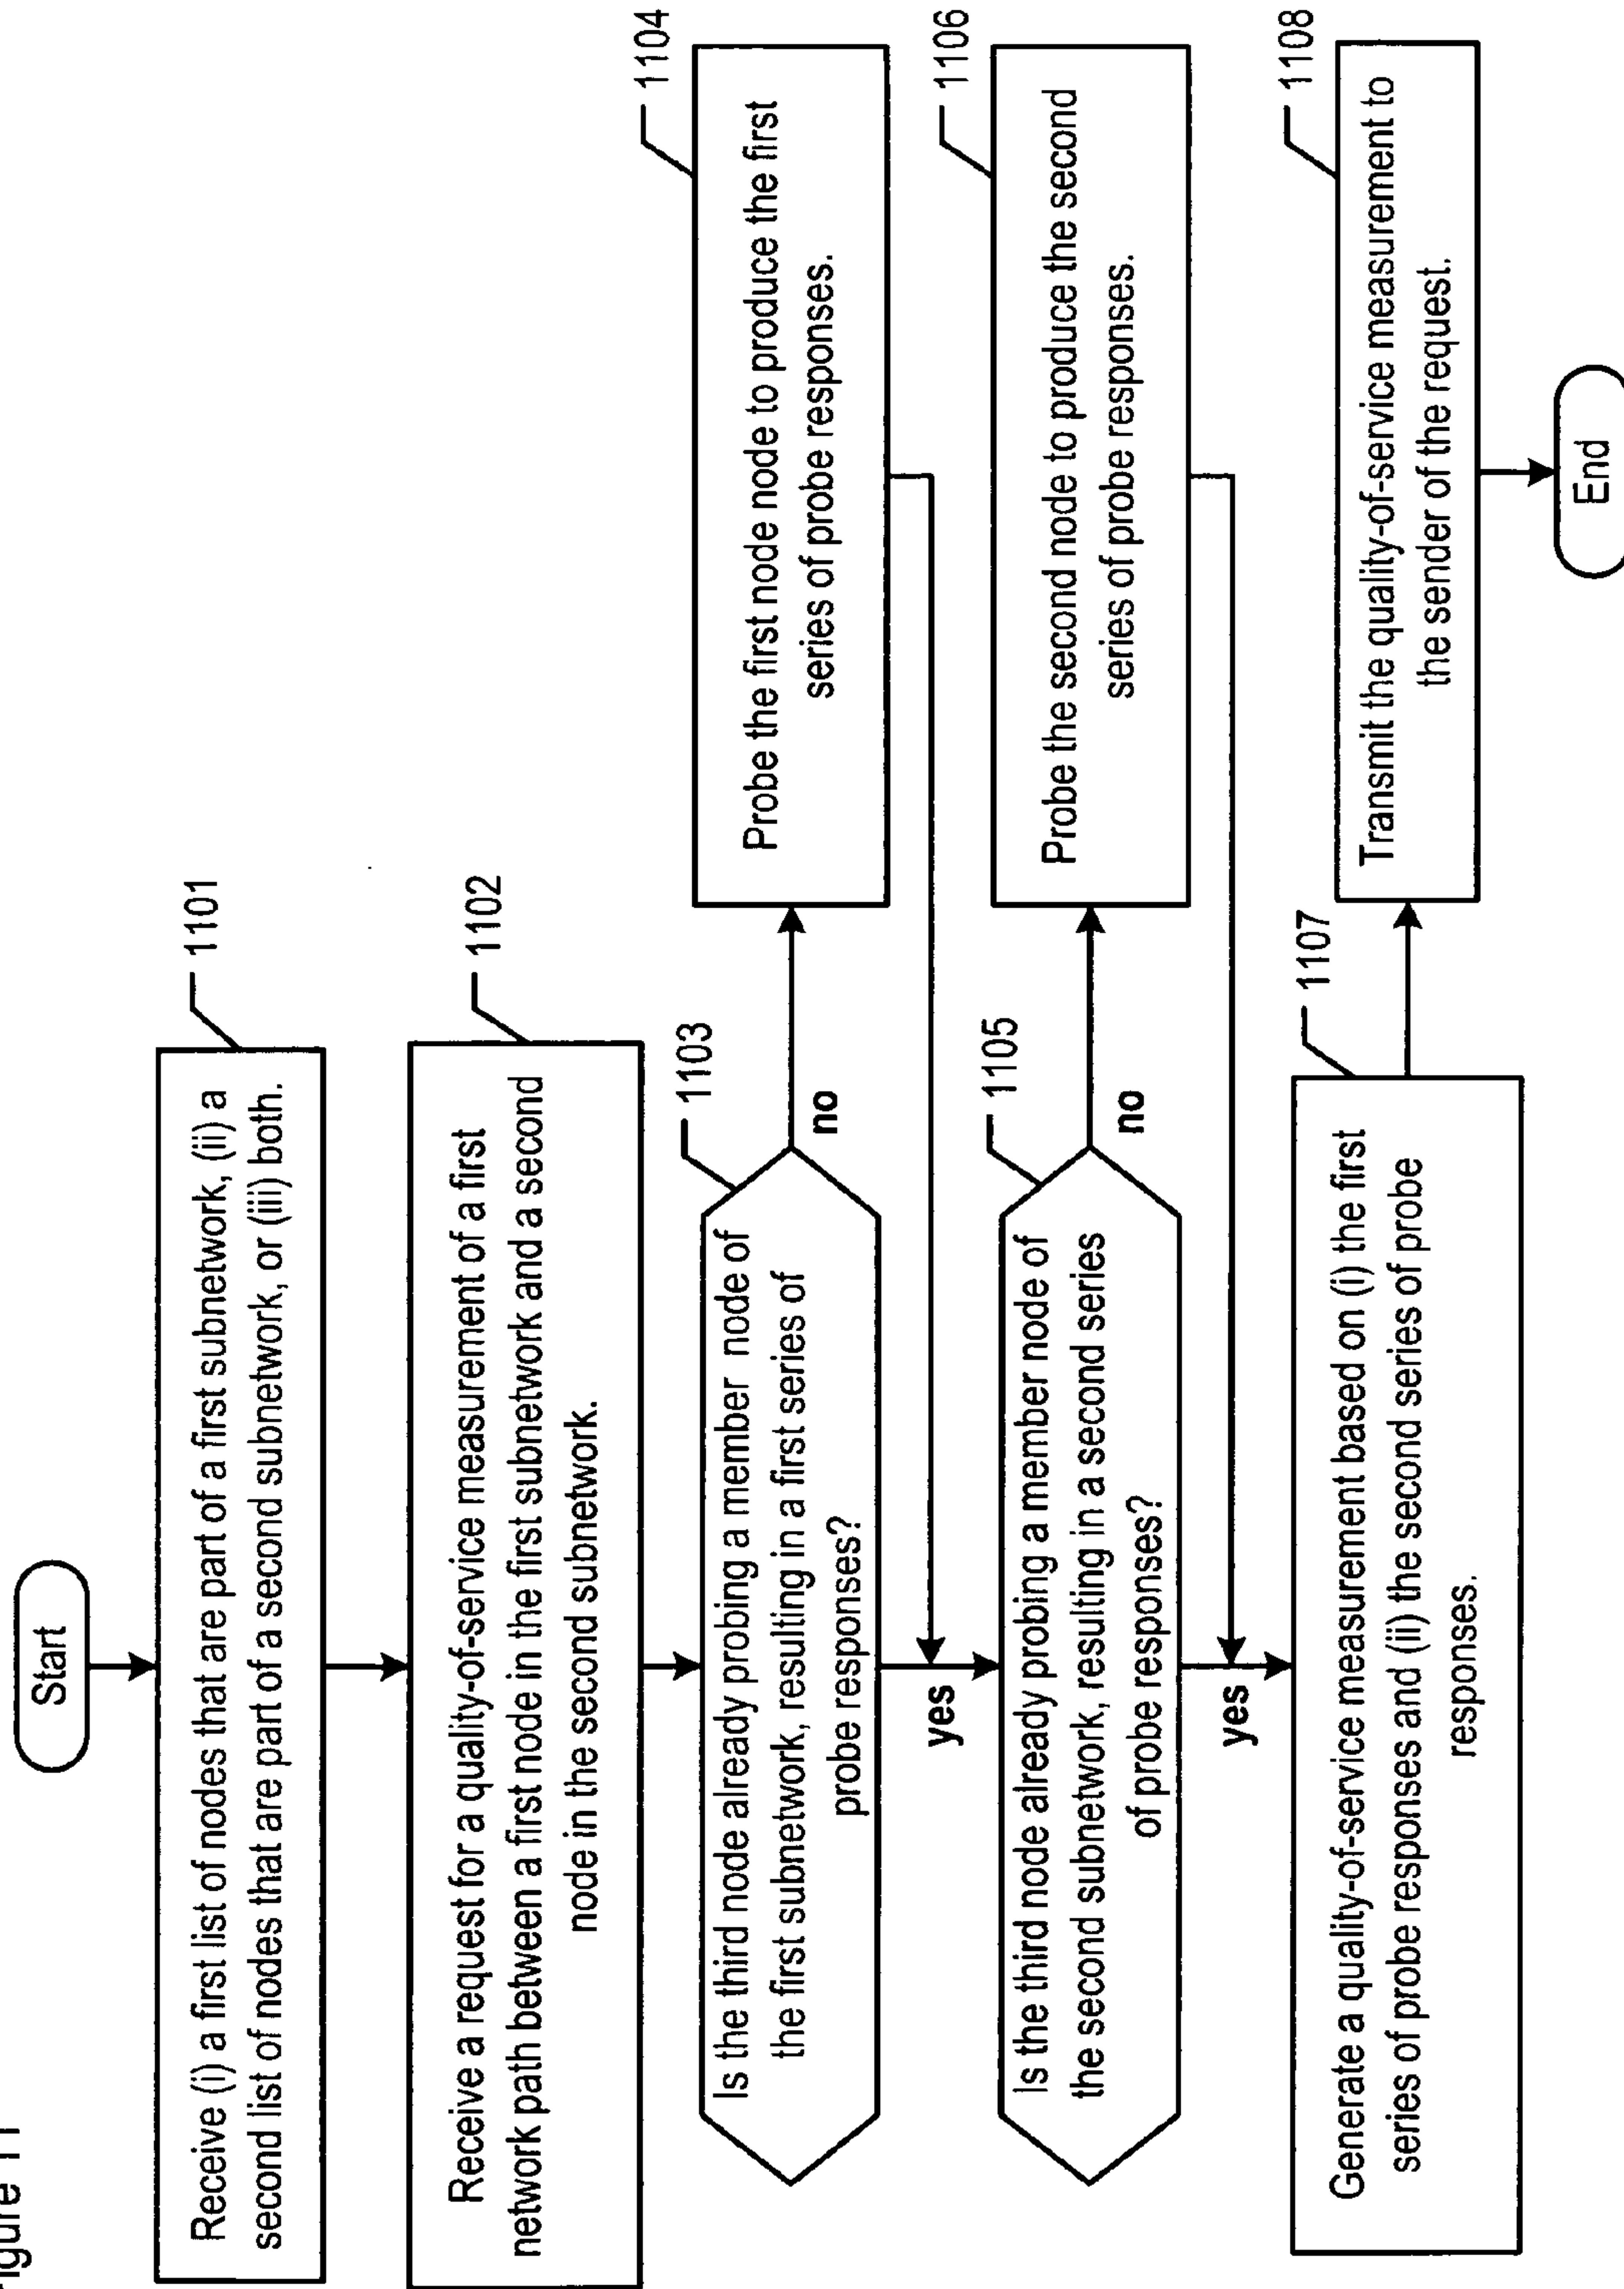 Figure 11
Start
1101
Receive (i) a first list of nodes that are part of a first subnetwork, (ii) a
second list of nodes that are part of a second subnetwork, or (iii) both.
1102
Receive a request for a quality-of-service measurement of a first
network path between a first node in the first subnetwork and a second
node in the second subnetwork.
1103
Is the third node already probing a member node of
the first subnetwork, resulting in a first series of
probe responses?
no
1104
Probe the first node node to produce the first
series of probe responses.
yes
1105
Is the third node already probing a member node of
the second subnetwork, resulting in a second series
of probe responses?
no
1106
Probe the second node to produce the second
series of probe responses.
yes
1107
Generate a quality-of-service measurement based on (i) the first
series of probe responses and (ii) the second series of probe
responses.
1108
Transmit the quality-of-service measurement to
the sender of the request.
End